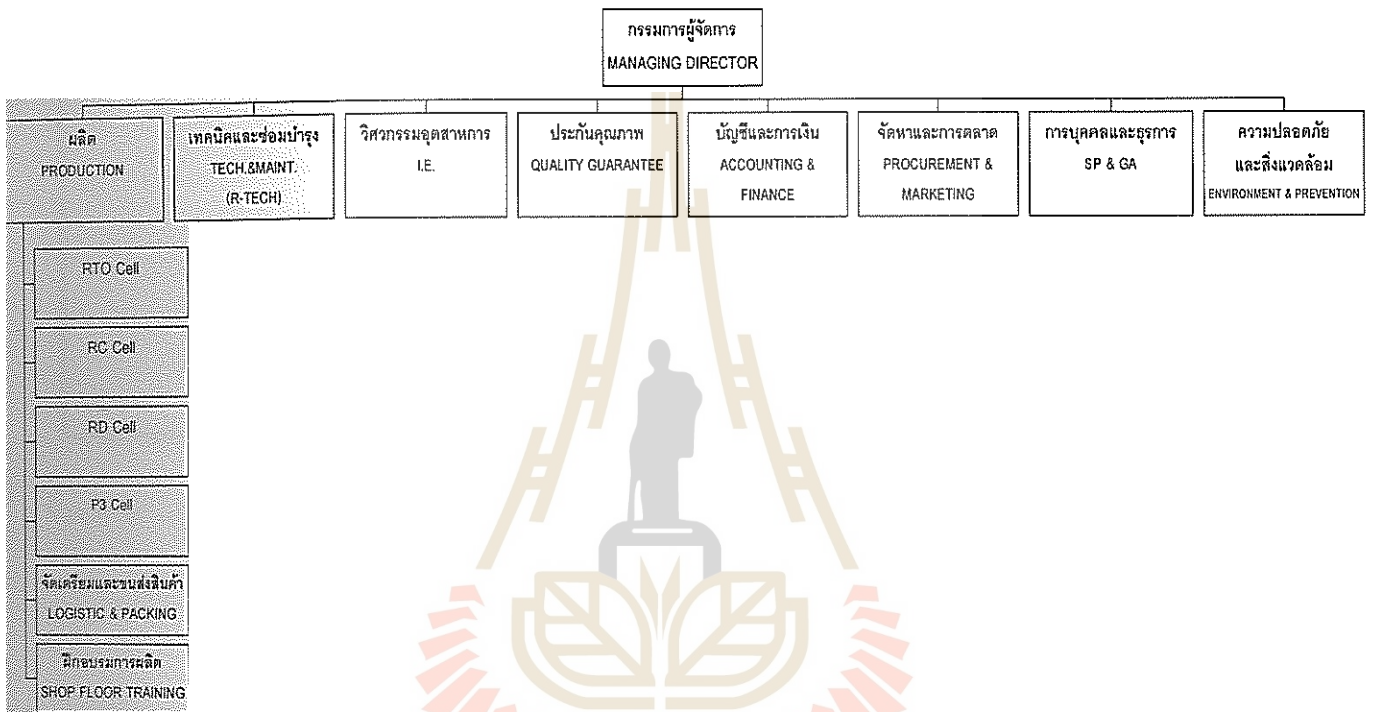 กรรมการผู้จัดการ
MANAGING DIRECTOR
ผลิต
PRODUCTION
เทคนิคและซ่อมบำรุง
TECH.&MAINT.
(R-TECH)
วิศวกรรมอุตสาหการ
I.E.
ประกันคุณภาพ
QUALITY GUARANTEE
บัญชีและการเงิน
ACCOUNTING &
FINANCE
จัดหาและการตลาด
PROCUREMENT &
MARKETING
การบุคคลและธุรการ
SP & GA
ความปลอดภัย
และสิ่งแวดล้อม
ENVIRONMENT & PREVENTION
RTO Cell
RC Cell
RD Cell
P3 Cell
จัดเตรียมและขนส่งสินค้า
LOGISTIC & PACKING
ฝึกอบรมการผลิต
SHOP FLOOR TRAINING